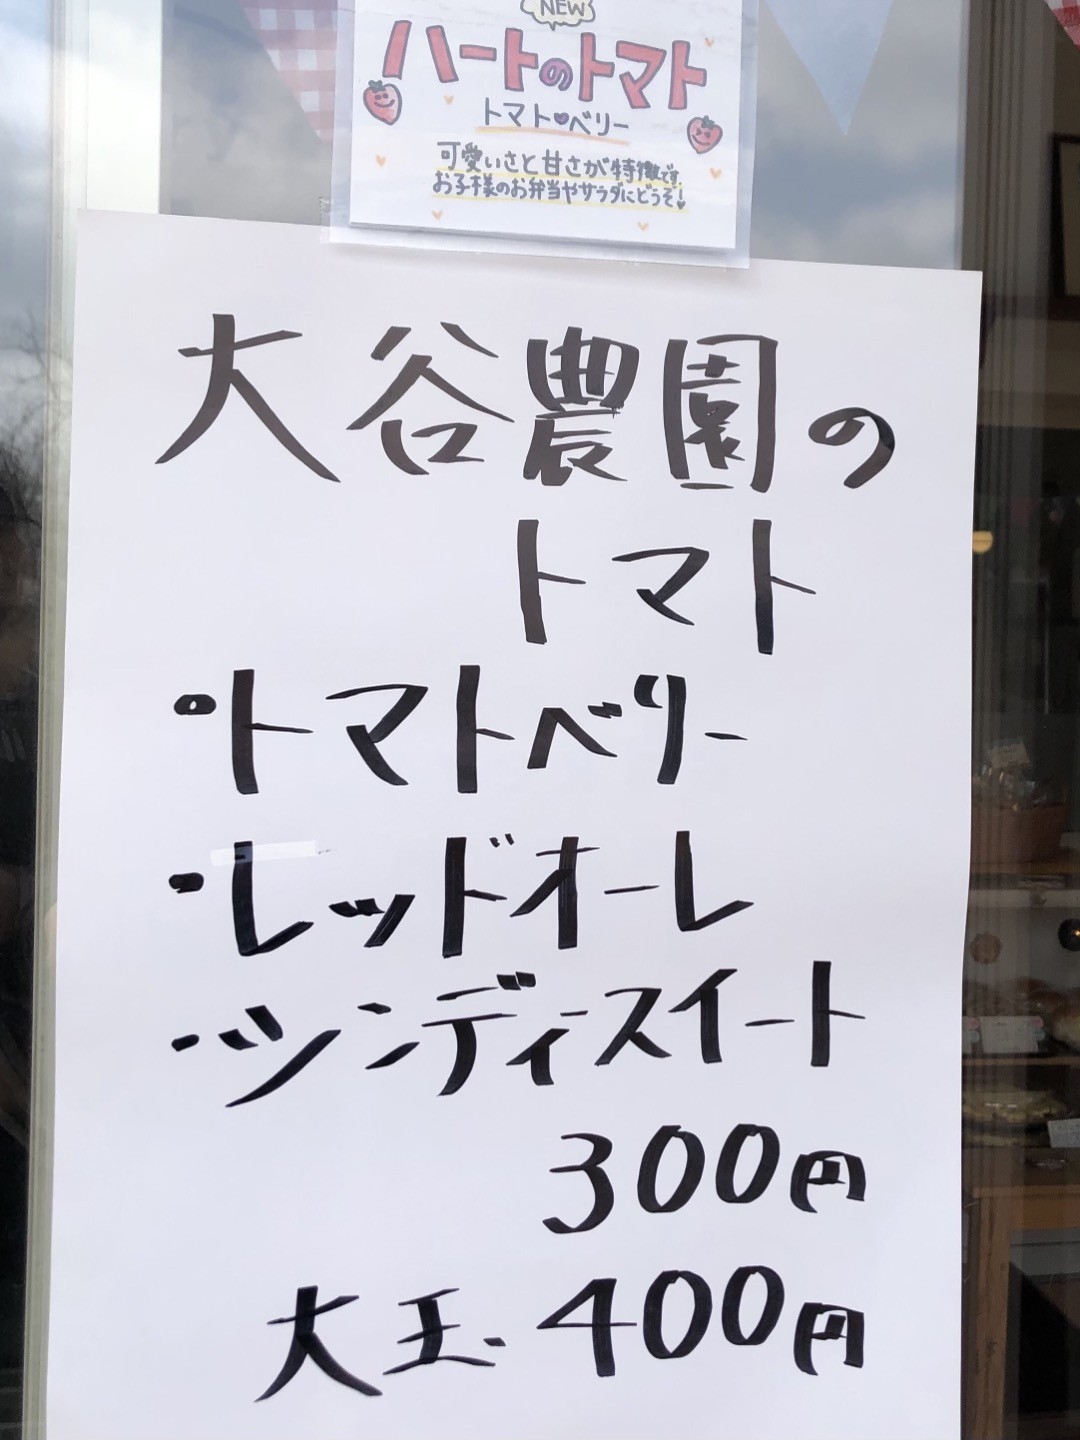 NEW
ハートのトマト
トマト♥ベリー
可愛いさと甘さが特徴です。
お子様のお弁当やサラダにどうぞ!
大谷農園の
トマト
・トマトベリー
・レッドオーレ
・シンディスイート
300円
大玉 400円